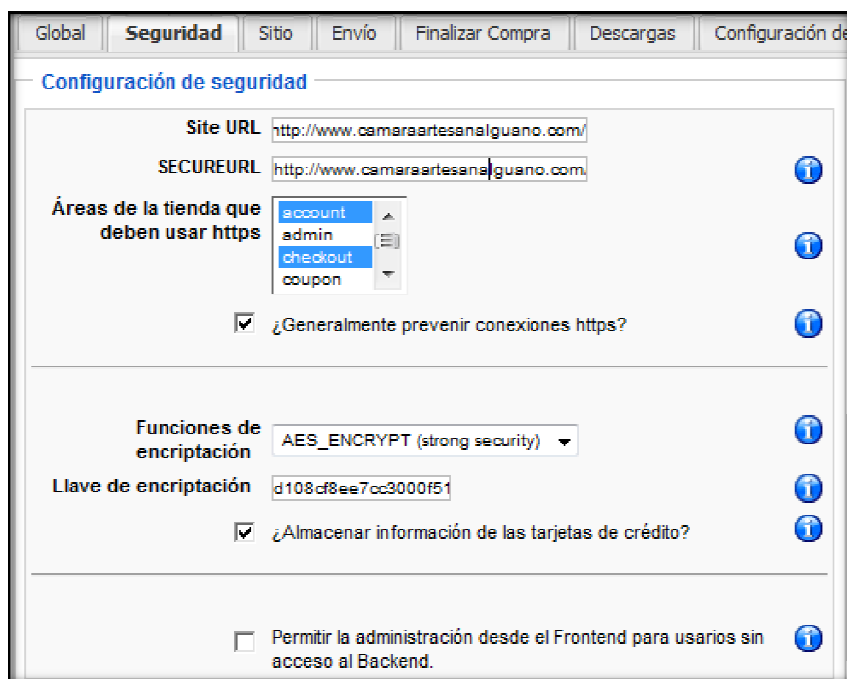 Global Seguridad Sitio Envío Finalizar Compra Descargas Configuración de
Configuración de seguridad
Site URL http://www.camaraartesanalguano.com/
SECUREURL http://www.camaraartesanalguano.com/
Áreas de la tienda que
deben usar https
account
admin
checkout
coupon
¿Generalmente prevenir conexiones https?
Funciones de
encriptación
AES_ENCRYPT (strong security)
Llave de encriptación d108cf8ee7cc3000f51
¿Almacenar información de las tarjetas de crédito?
Permitir la administración desde el Frontend para usarios sin
acceso al Backend.